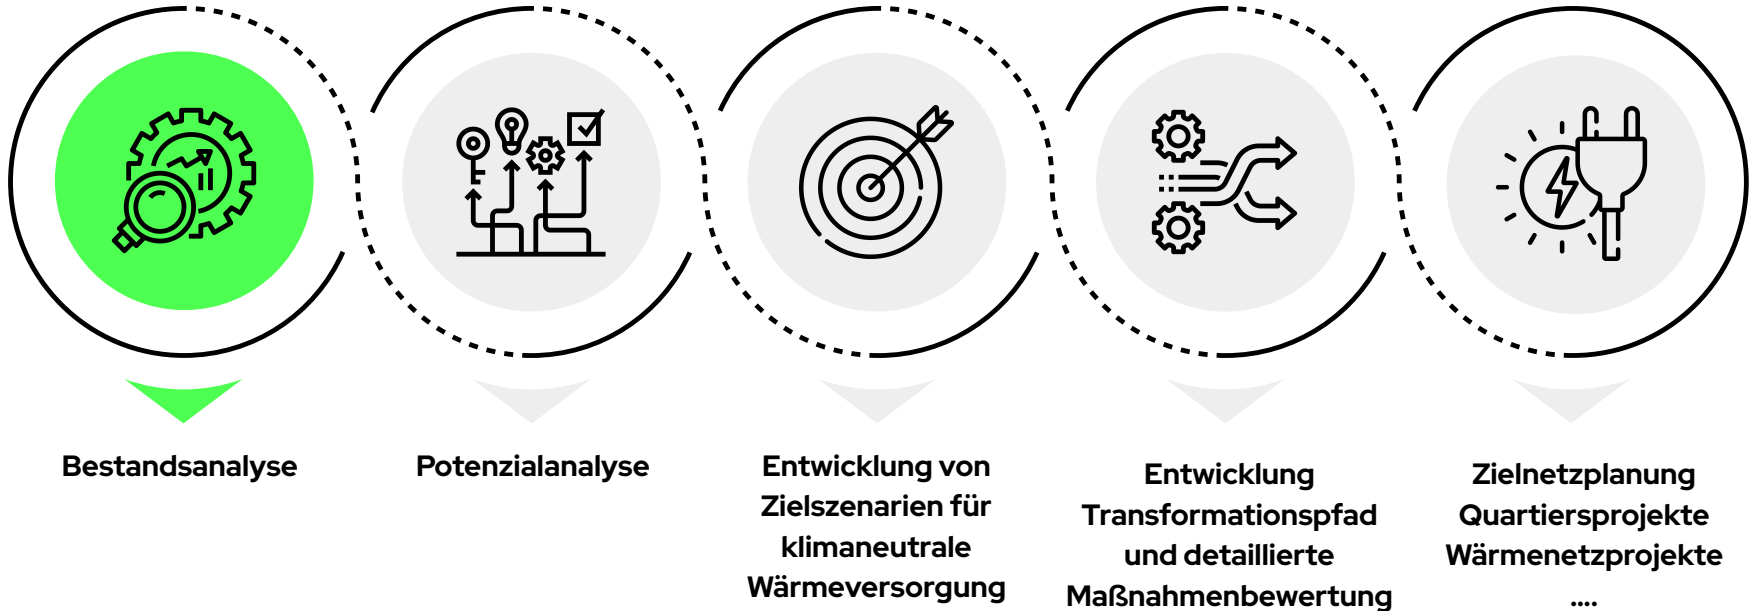 Bestandsanalyse
Potenzialanalyse
Entwicklung von
Zielszenarien für
klimaneutrale
Wärmeversorgung
Entwicklung
Transformationspfad
und detaillierte
Maßnahmenbewertung
Zielnetzplanung
Quartiersprojekte
Wärmenetzprojekte
....